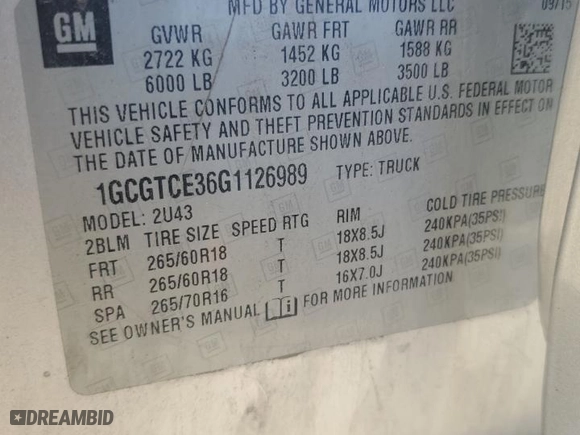 GM
MFD BY GENERAL MOTORS LLC 09/15
GVWR GAWR FRT GAWR RR
2722 KG 1452 KG 1588 KG
6000 LB 3200 LB 3500 LB
THIS VEHICLE CONFORMS TO ALL APPLICABLE U.S. FEDERAL MOTOR
VEHICLE SAFETY AND THEFT PREVENTION STANDARDS IN EFFECT ON
THE DATE OF MANUFACTURE SHOWN ABOVE.
1GCGTCE36G1126989 TYPE: TRUCK
MODEL: 2U43
2BLM TIRE SIZE SPEED RTG RIM COLD TIRE PRESSURE
FRT 265/60R18 T 18X8.5J 240KPA(35PSI)
RR 265/60R18 T 18X8.5J 240KPA(35PSI)
SPA 265/70R16 T 16X7.0J 240KPA(35PSI)
SEE OWNER'S MANUAL i FOR MORE INFORMATION
DREAMBID